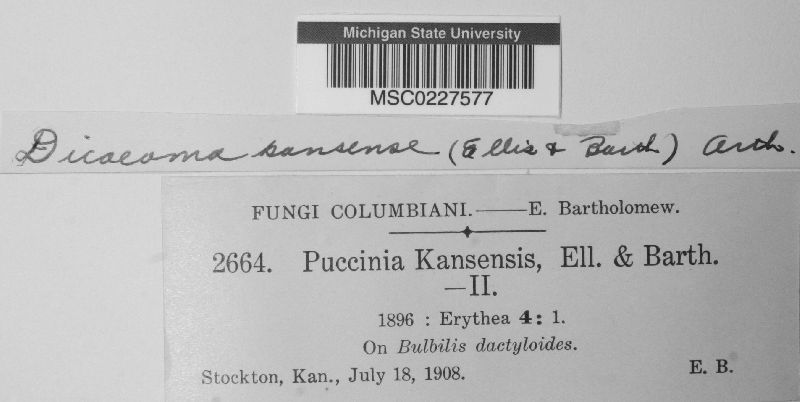 Michigan State University
MSC0227577
Dicaeoma kansense (Ellis & Barth.) Arth.
FUNGI COLUMBIANI.——E. Bartholomew.
2664. Puccinia Kansensis, Ell. & Barth.
—II.
1896 : Erythea 4: 1.
On Bulbilis dactyloides.
Stockton, Kan., July 18, 1908. E. B.